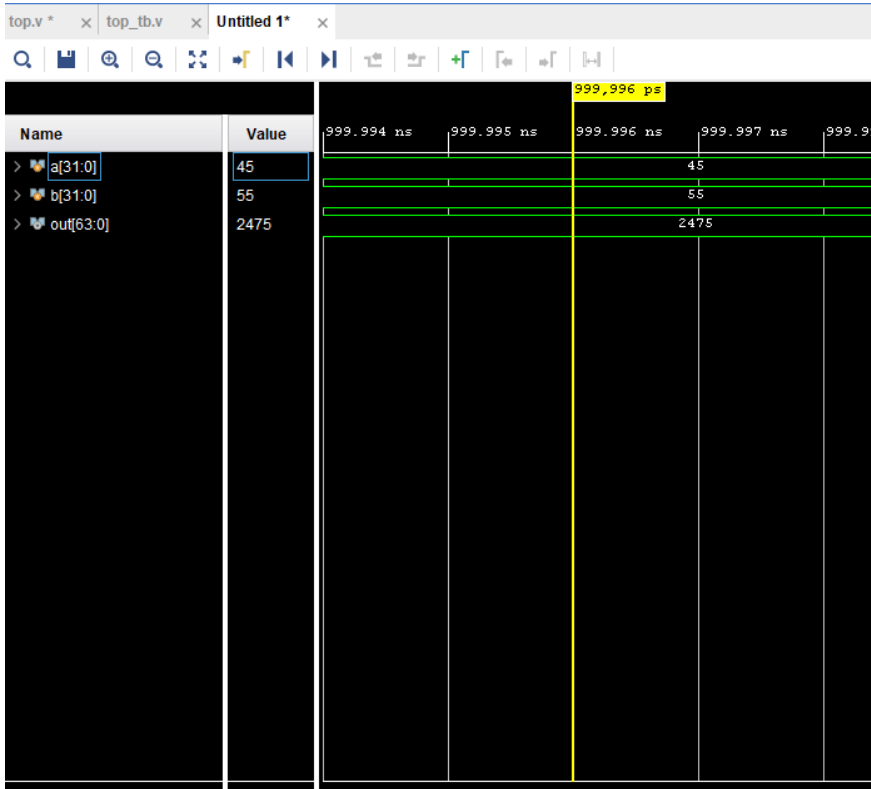 top.v * × top_tb.v × Untitled 1* ×
999,996 ps
Name Value 999.994 ns 999.995 ns 999.996 ns 999.997 ns
a[31:0] 45 45
b[31:0] 55 55
out[63:0] 2475 2475